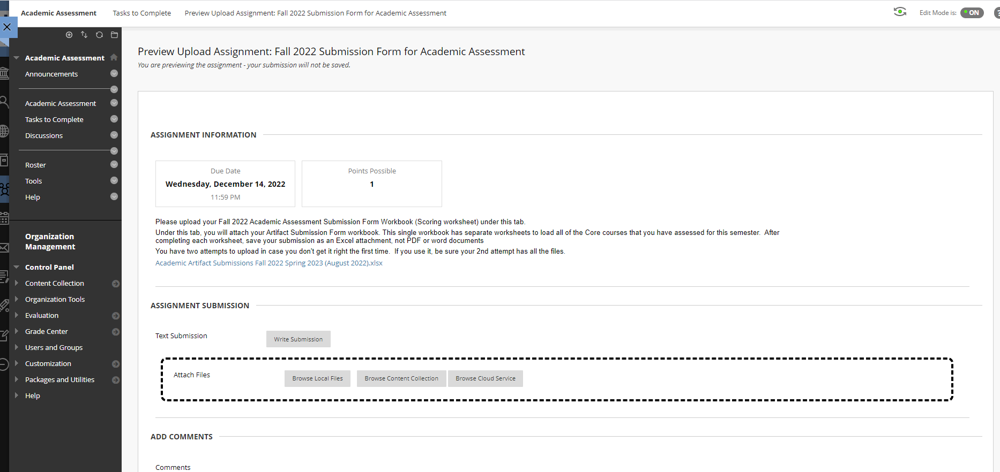 Academic Assessment
Tasks to Complete
Preview Upload Assignment: Fall 2022 Submission Form for Academic Assessment
Edit Mode is:
ON
?
Academic Assessment
Announcements
Academic Assessment
Tasks to Complete
Discussions
Roster
Tools
Help
Organization
Management
Control Panel
Content Collection
Organization Tools
Evaluation
Grade Center
Users and Groups
Customization
Packages and Utilities
Help
Preview Upload Assignment: Fall 2022 Submission Form for Academic Assessment
You are previewing the assignment - your submission will not be saved.
ASSIGNMENT INFORMATION
Due Date
Wednesday, December 14, 2022
11:59 PM
Points Possible
1
Please upload your Fall 2022 Academic Assessment Submission Form Workbook (Scoring worksheet) under this tab.
Under this tab, you will attach your Artifact Submission Form workbook. This single workbook has separate worksheets to load all of the Core courses that you have assessed for this semester.  After
completing each worksheet, save your submission as an Excel attachment, not PDF or word documents
You have two attempts to upload in case you don't get it right the first time.  If you use it, be sure your 2nd attempt has all the files.
Academic Artifact Submissions Fall 2022 Spring 2023 (August 2022).xlsx
ASSIGNMENT SUBMISSION
Text Submission
Write Submission
Attach Files
Browse Local Files
Browse Content Collection
Browse Cloud Service
ADD COMMENTS
Comments